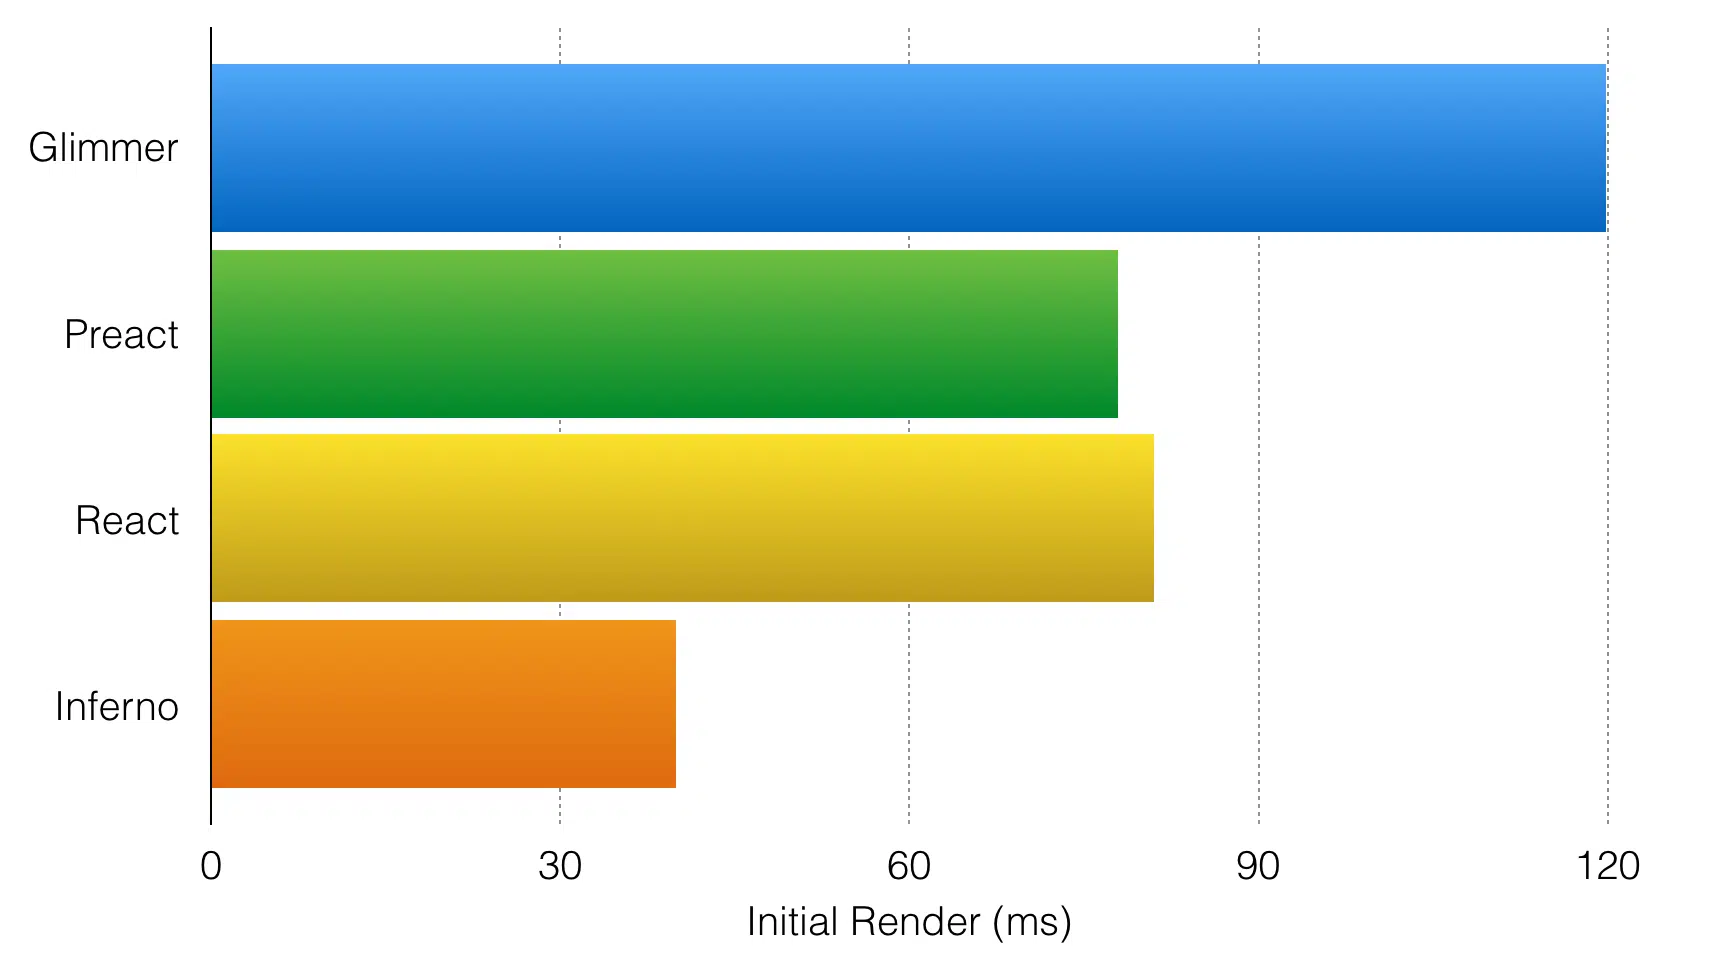 Glimmer
Preact
React
Inferno
0 30 60 90 120
Initial Render (ms)